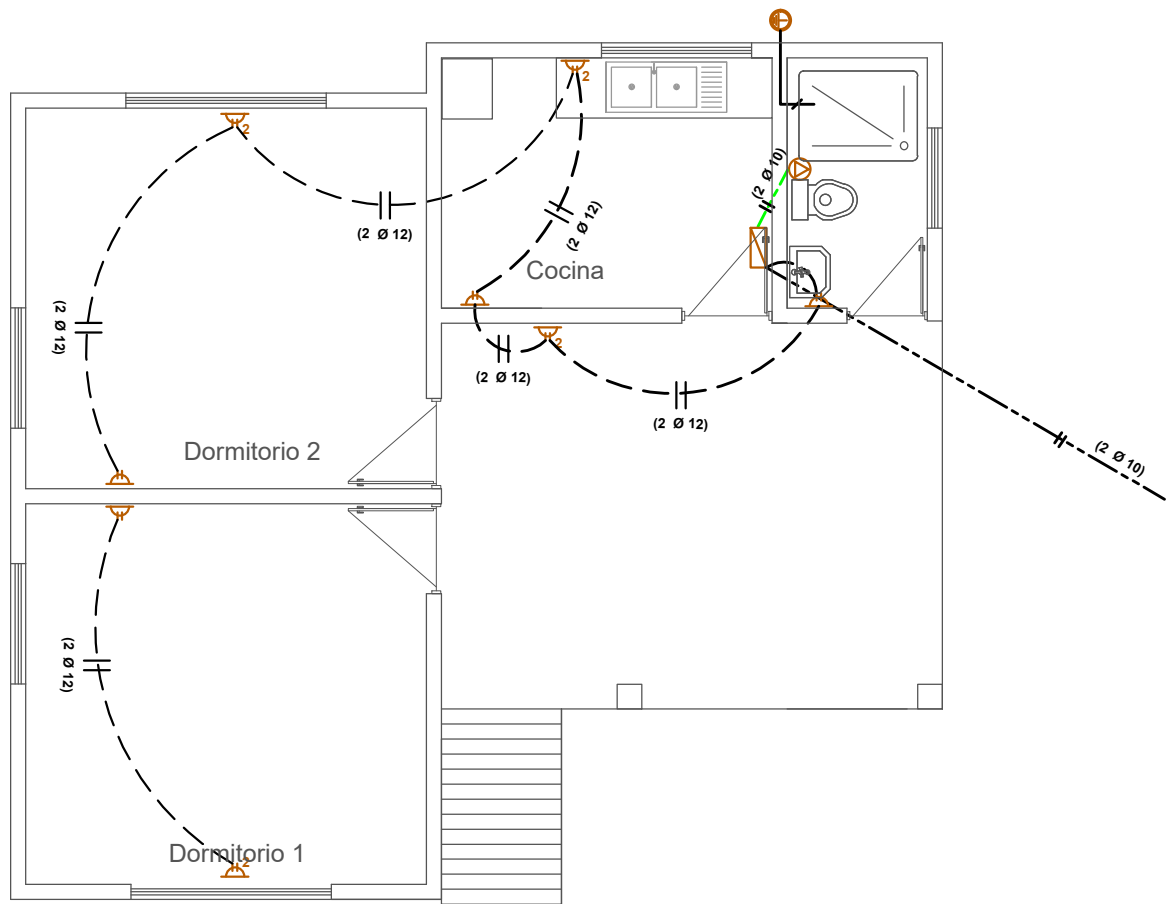 2
(2 Ø 10)
2
(2 Ø 12)
(2 Ø 12)
Cocina
(2 Ø 12)
2
(2 Ø 12)
(2 Ø 12)
Dormitorio 2
(2 Ø 10)
(2 Ø 12)
Dormitorio 1
2